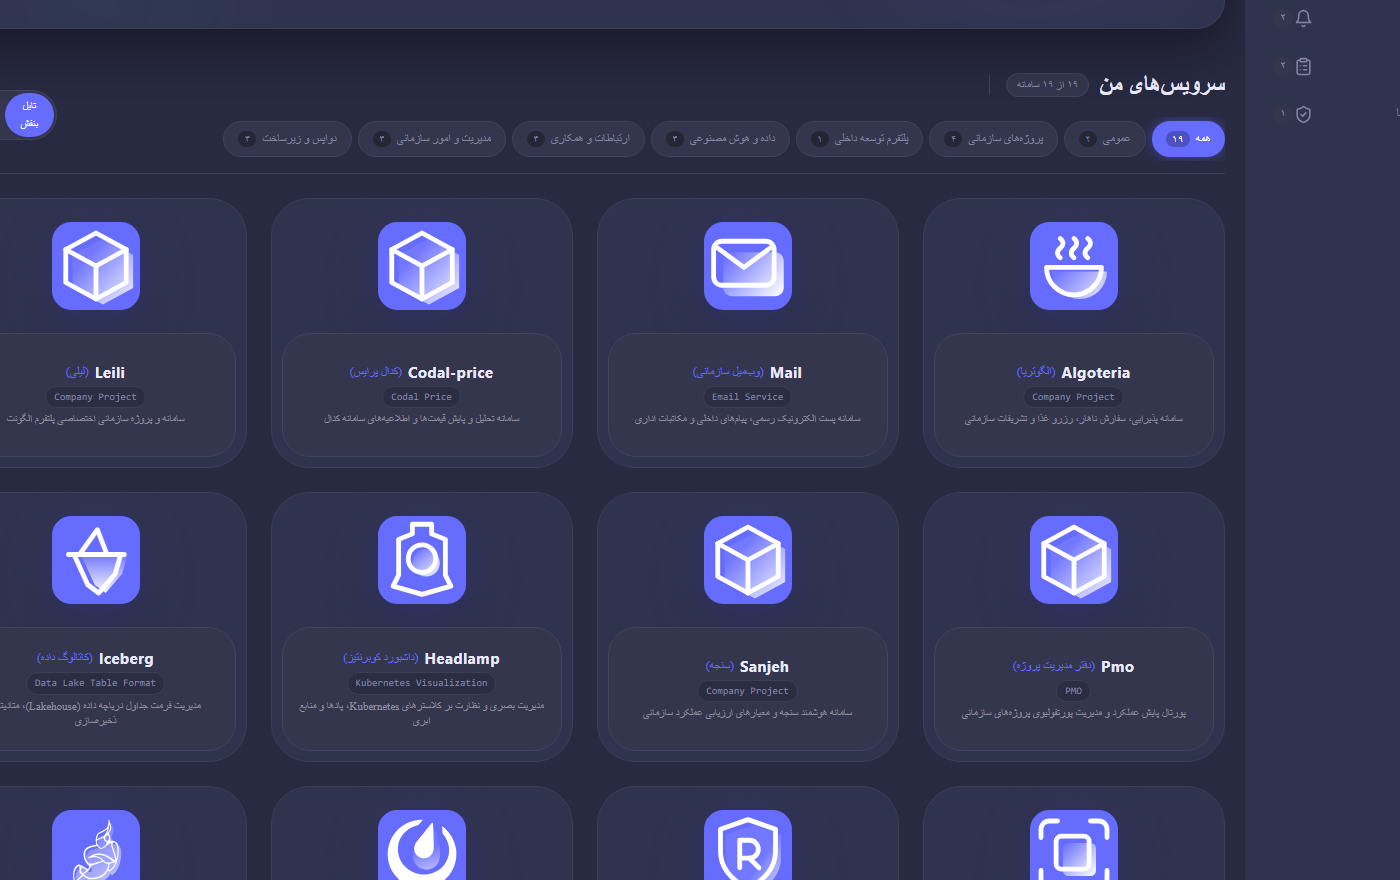 ۲
۲
۱
سرویس‌های من
۱۹ از ۱۹ سامانه
تایل
بنفش
همه ۱۹
عمومی ۲
پروژه‌های سازمانی ۴
پلتفرم توسعه داخلی ۱
داده و هوش مصنوعی ۳
ارتباطات و همکاری ۳
مدیریت و امور سازمانی ۳
دواپس و زیرساخت ۳
Algoteria (الگوتریا)
Company Project
سامانه پذیرایی، سفارش ناهار، رزرو غذا و تشریفات سازمانی
Mail (وب‌میل سازمانی)
Email Service
سامانه پست الکترونیک رسمی، پیام‌های داخلی و مکاتبات اداری
Codal-price (کدال پرایس)
Codal Price
سامانه تحلیل و پایش قیمت‌ها و اطلاعیه‌های سامانه کدال
Leili (لیلی)
Company Project
سامانه و پروژه سازمانی اختصاصی پلتفرم الگونت
Pmo (دفتر مدیریت پروژه)
PMO
پورتال پایش عملکرد و مدیریت پورتفولیوی پروژه‌های سازمانی
Sanjeh (سنجه)
Company Project
سامانه هوشمند سنجه و معیارهای ارزیابی عملکرد سازمانی
Headlamp (داشبورد کوبرنتیز)
Kubernetes Visualization
مدیریت بصری و نظارت بر کلاسترهای Kubernetes، پادها و منابع
ابری
Iceberg (کاتالوگ داده)
Data Lake Table Format
مدیریت فرمت جداول دریاچه داده (Lakehouse)،
ذخیره‌سازی
R